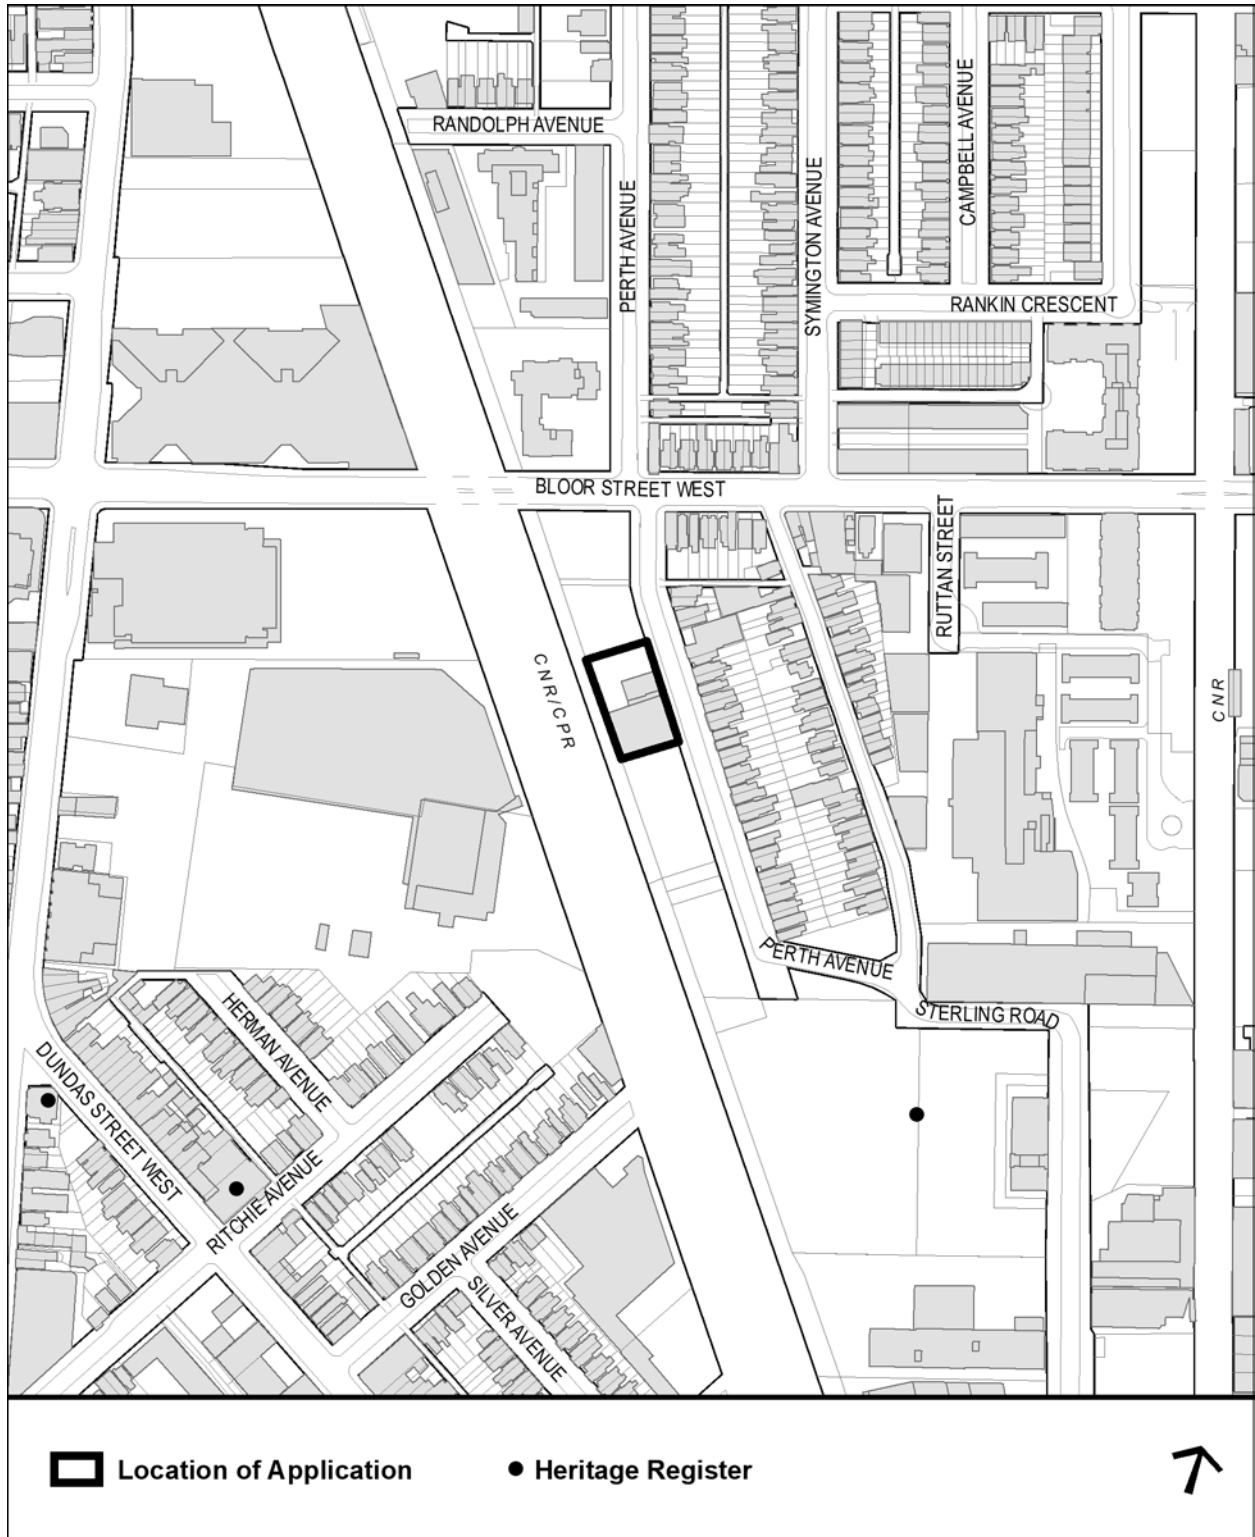 RANDOLPH AVENUE
PERTH AVENUE
SYMINGTON AVENUE
CAMPBELL AVENUE
RANKIN CRESCENT
BLOOR STREET WEST
RUTTAN STREET
CNR/CPR
CNR
PERTH AVENUE
STERLING ROAD
HERMAN AVENUE
DUNDAS STREET WEST
RITCHIE AVENUE
GOLDEN AVENUE
SILVER AVENUE
Location of Application
Heritage Register